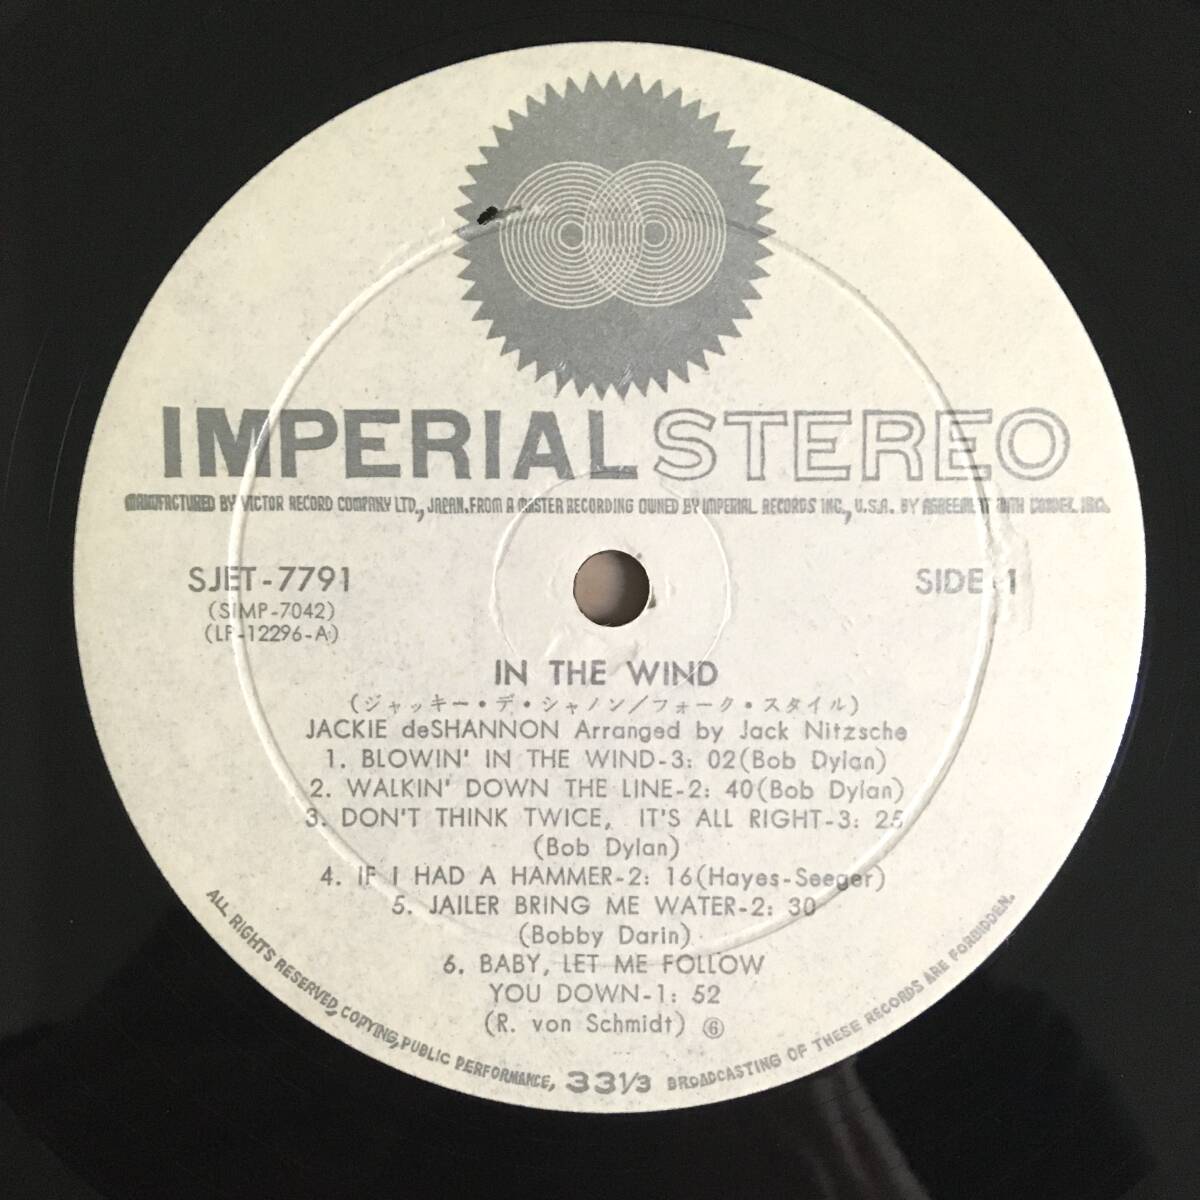 IMPERIAL STEREO
MANUFACTURED BY VICTOR RECORD COMPANY LTD., JAPAN, FROM A MASTER RECORDING OWNED BY IMPERIAL RECORDS INC., U.S.A. BY AGREEMENT WITH
SJET-7791
(SIMP-7042)
(LP-12296-A)
SIDE 1
IN THE WIND
(ジャッキー・デ・シャノン/フォーク・スタイル)
JACKIE deSHANNON Arranged by Jack Nitzsche
1. BLOWIN' IN THE WIND-3: 02(Bob Dylan)
2. WALKIN' DOWN THE LINE-2: 40(Bob Dylan)
3. DON'T THINK TWICE, IT'S ALL RIGHT-3: 25
(Bob Dylan)
4. IF I HAD A HAMMER-2: 16(Hayes-Seeger)
5. JAILER BRING ME WATER-2: 30
(Bobby Darin)
6. BABY, LET ME FOLLOW
YOU DOWN-1: 52
(R. von Schmidt) ⑥
ALL RIGHTS RESERVED, COPYING, PUBLIC PERFORMANCE, 33 1/3 BROADCASTING OF THESE RECORDS ARE FORBIDDEN.